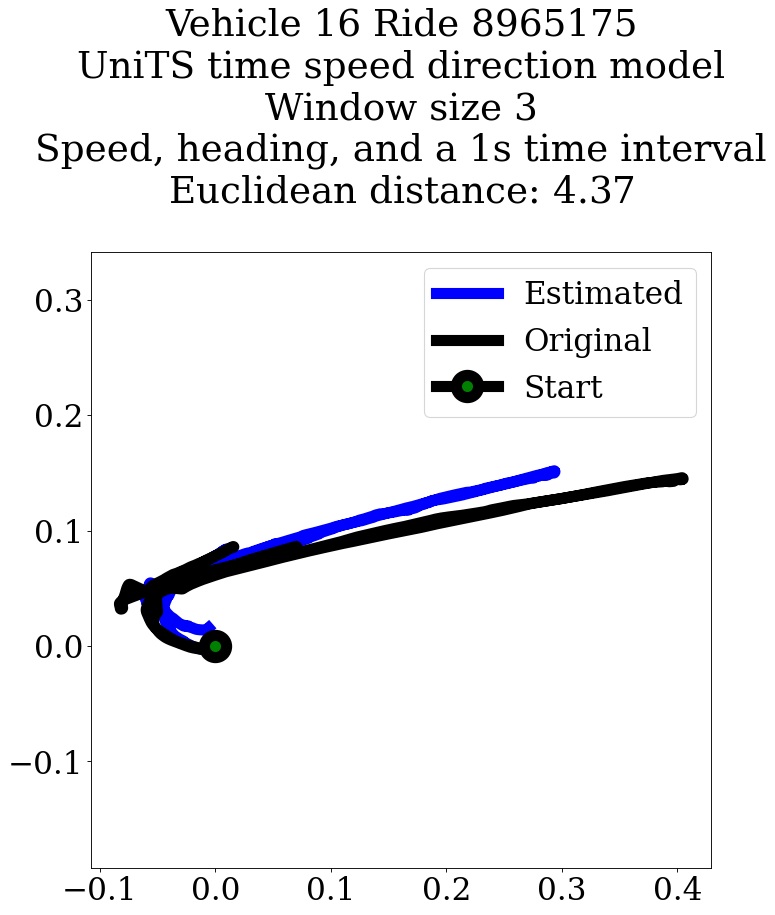 Vehicle 16 Ride 8965175
UniTS time speed direction model
Window size 3
Speed, heading, and a 1s time interval
Euclidean distance: 4.37
Estimated
Original
Start
0.3
0.2
0.1
0.0
−0.1
−0.1 0.0 0.1 0.2 0.3 0.4